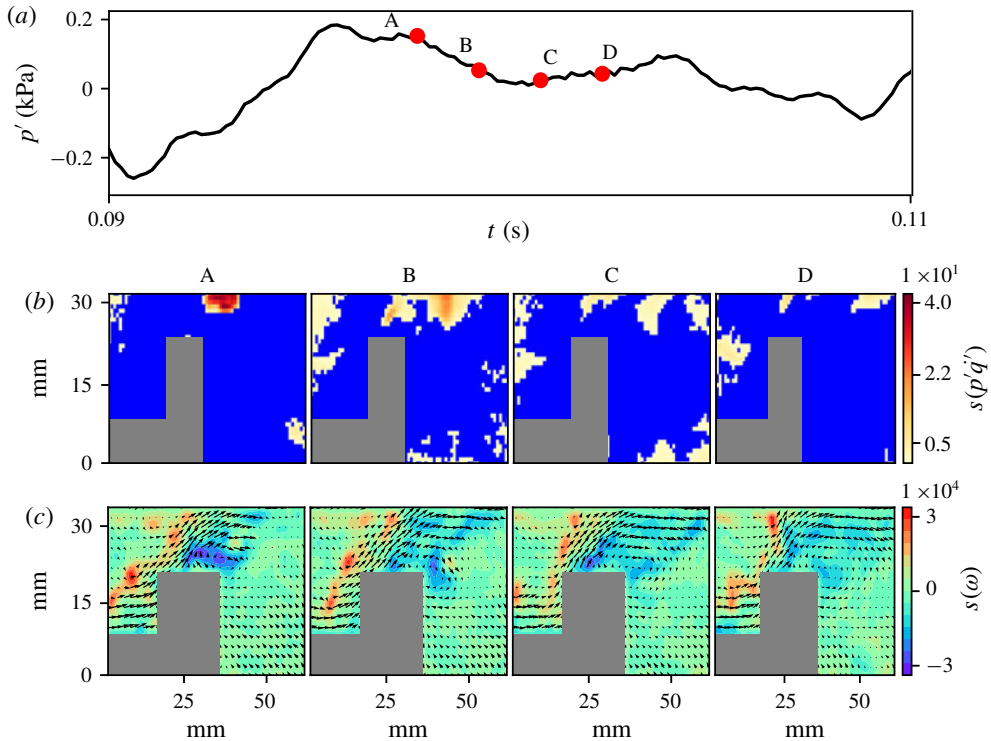 (a)
0.2
0
−0.2
p′ (kPa)
A
B
C
D
0.09
0.11
t (s)
(b)
A
B
C
D
30
15
0
mm
1 × 10¹
4.0
2.2
0.5
s(p′q̇′)
(c)
30
15
0
mm
25 50
25 50
25 50
25 50
mm
mm
mm
mm
1 × 10⁴
3
0
−3
s(ω)